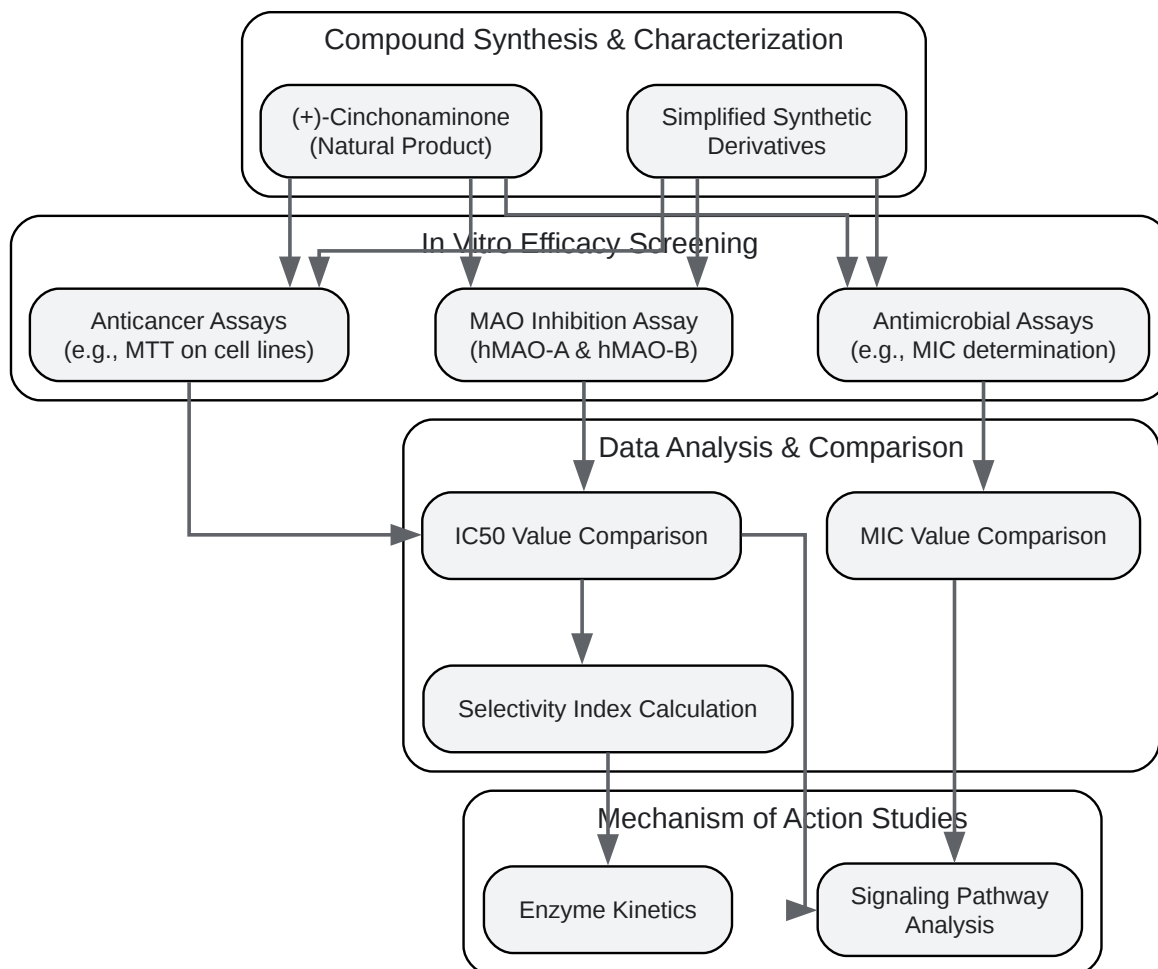 Compound Synthesis & Characterization
(+)-Cinchonaminone
(Natural Product)
Simplified Synthetic
Derivatives
In Vitro Efficacy Screening
Anticancer Assays
(e.g., MTT on cell lines)
MAO Inhibition Assay
(hMAO-A & hMAO-B)
Antimicrobial Assays
(e.g., MIC determination)
Data Analysis & Comparison
IC50 Value Comparison
MIC Value Comparison
Selectivity Index Calculation
Mechanism of Action Studies
Enzyme Kinetics
Signaling Pathway
Analysis